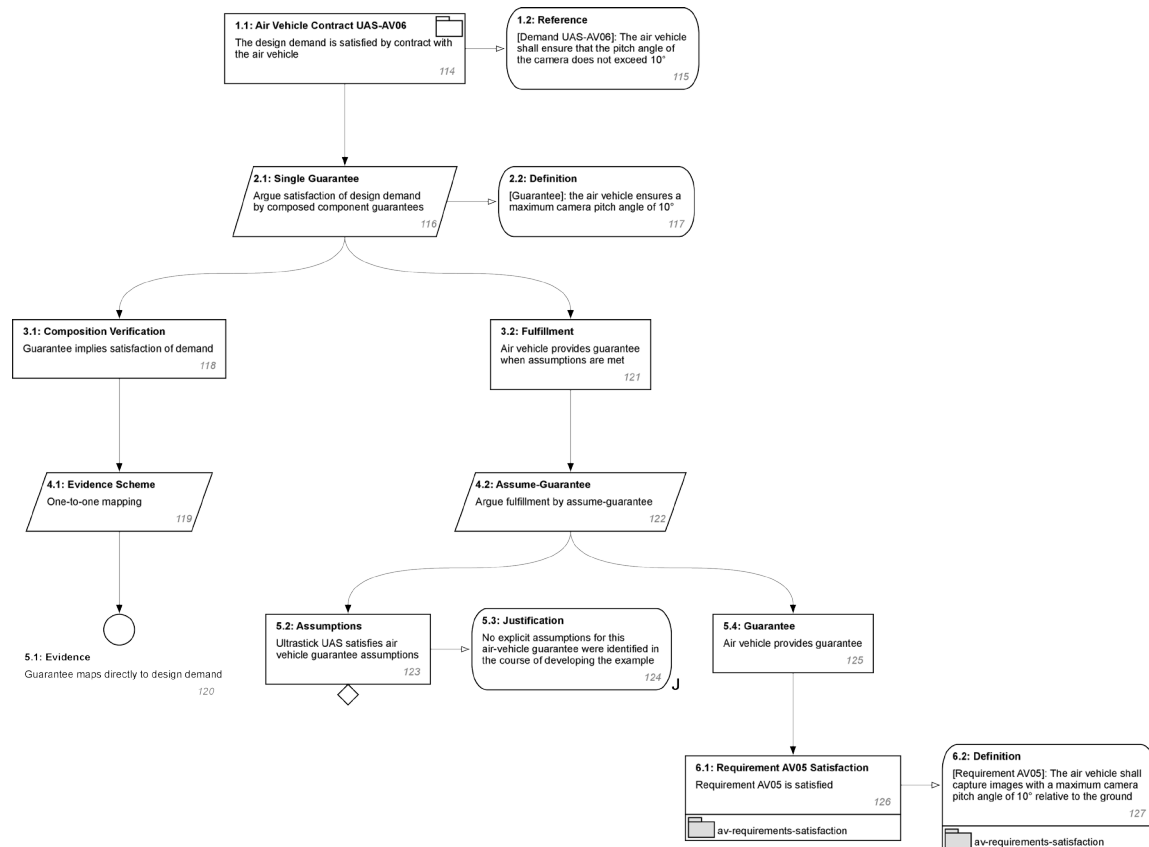 1.1: Air Vehicle Contract UAS-AV06
The design demand is satisfied by contract with
the air vehicle
114
1.2: Reference
[Demand UAS-AV06]: The air vehicle
shall ensure that the pitch angle of
the camera does not exceed 10°
115
2.1: Single Guarantee
Argue satisfaction of design demand
by composed component guarantees
116
2.2: Definition
[Guarantee]: the air vehicle ensures a
maximum camera pitch angle of 10°
117
3.1: Composition Verification
Guarantee implies satisfaction of demand
118
3.2: Fulfillment
Air vehicle provides guarantee
when assumptions are met
121
4.1: Evidence Scheme
One-to-one mapping
119
4.2: Assume-Guarantee
Argue fulfillment by assume-guarantee
122
5.1: Evidence
Guarantee maps directly to design demand
120
5.2: Assumptions
Ultrastick UAS satisfies air
vehicle guarantee assumptions
123
5.3: Justification
No explicit assumptions for this
air-vehicle guarantee were identified in
the course of developing the example
124
J
5.4: Guarantee
Air vehicle provides guarantee
125
6.1: Requirement AV05 Satisfaction
Requirement AV05 is satisfied
126
av-requirements-satisfaction
6.2: Definition
[Requirement AV05]: The air vehicle shall
capture images with a maximum camera
pitch angle of 10° relative to the ground
127
av-requirements-satisfaction